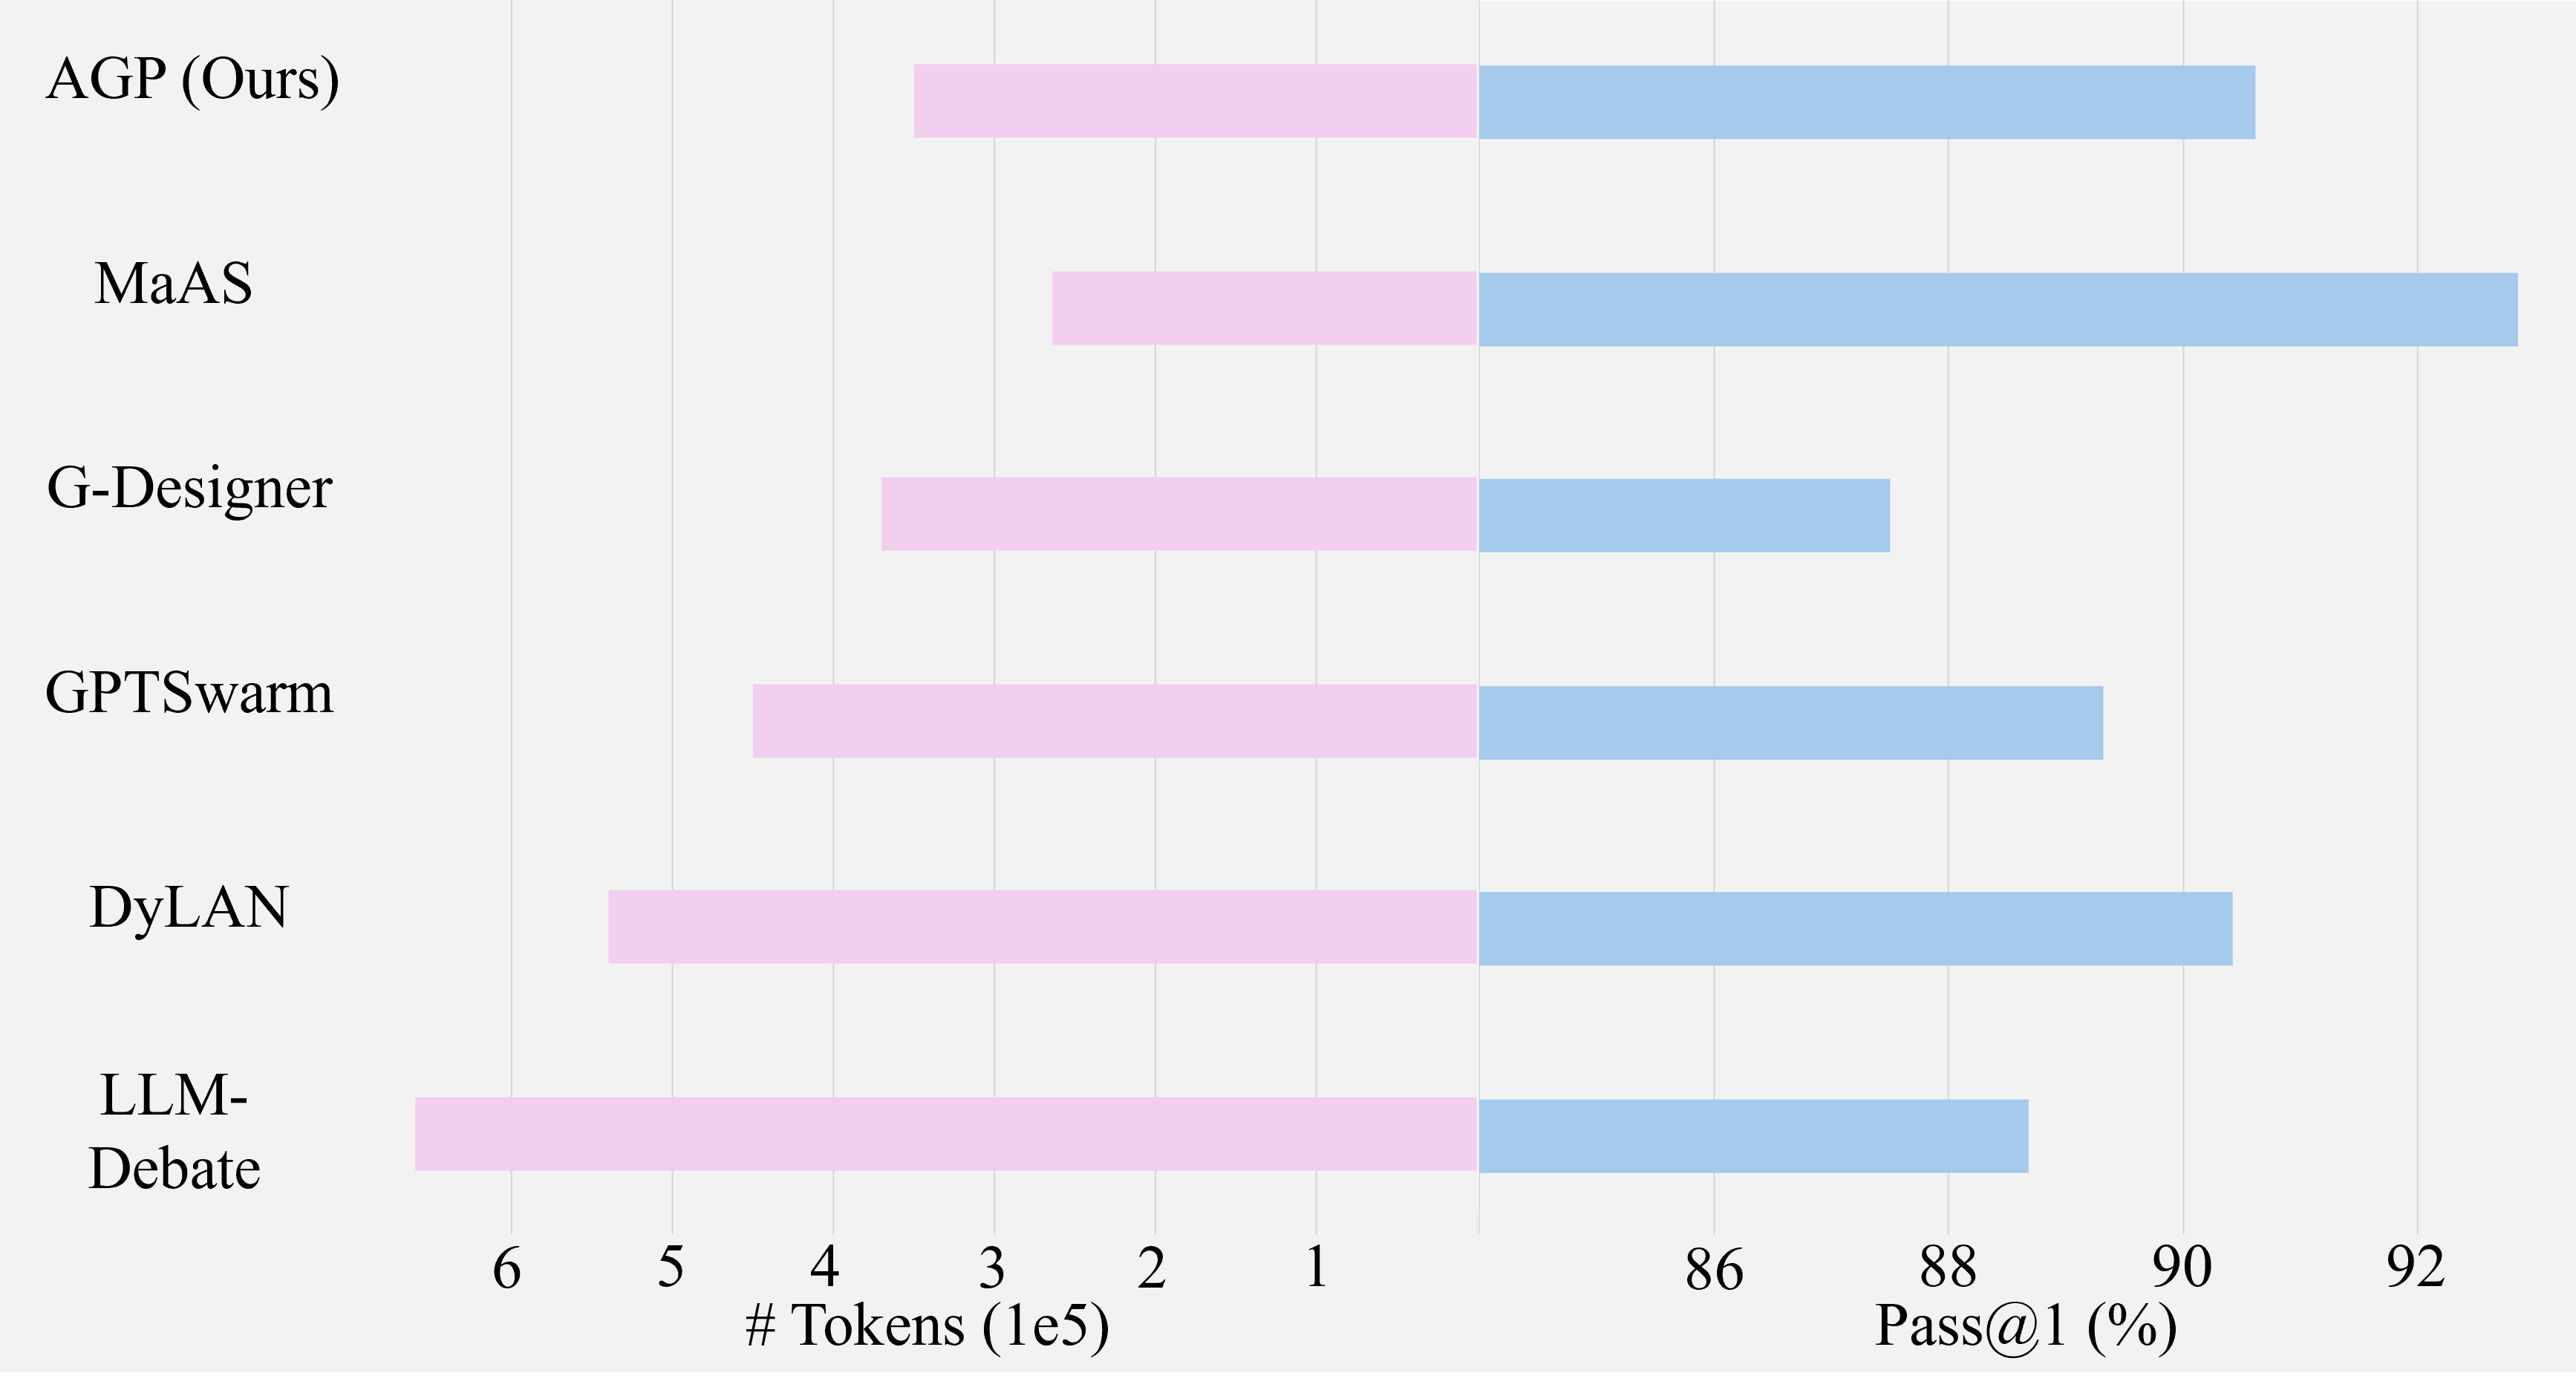 AGP (Ours)
MaAS
G-Designer
GPTSwarm
DyLAN
LLM-
Debate
6 5 4 3 2 1 86 88 90 92
# Tokens (1e5) Pass@1 (%)